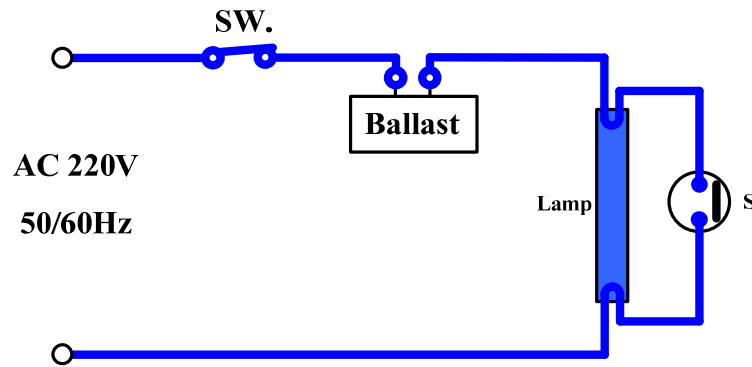 SW.
Ballast
AC 220V
Lamp
S
50/60Hz